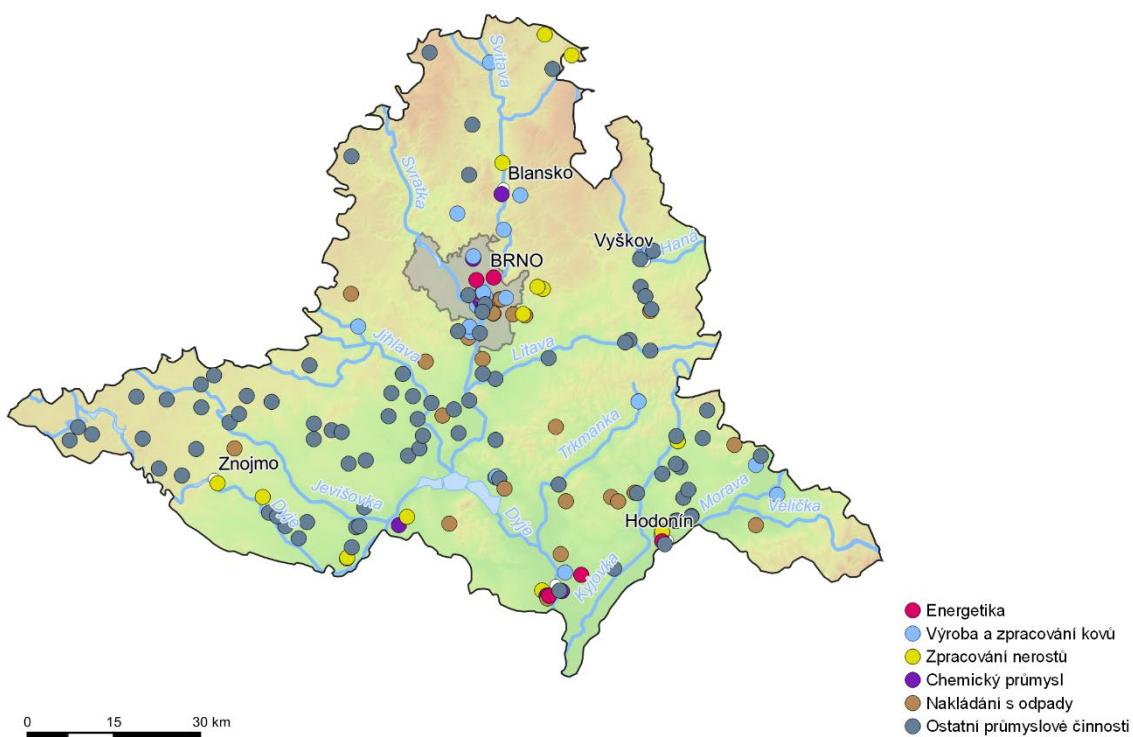 Svitava
Svratka
Blansko
Vyškov
Haná
BRNO
Jihlava
Litava
Trkmanka
Znojmo
Jevišovka
Dyje
Dyje
Morava
Velička
Hodonín
Kyjovka
Energetika
Výroba a zpracování kovů
Zpracování nerostů
Chemický průmysl
Nakládání s odpady
Ostatní průmyslové činnosti
0 15 30 km